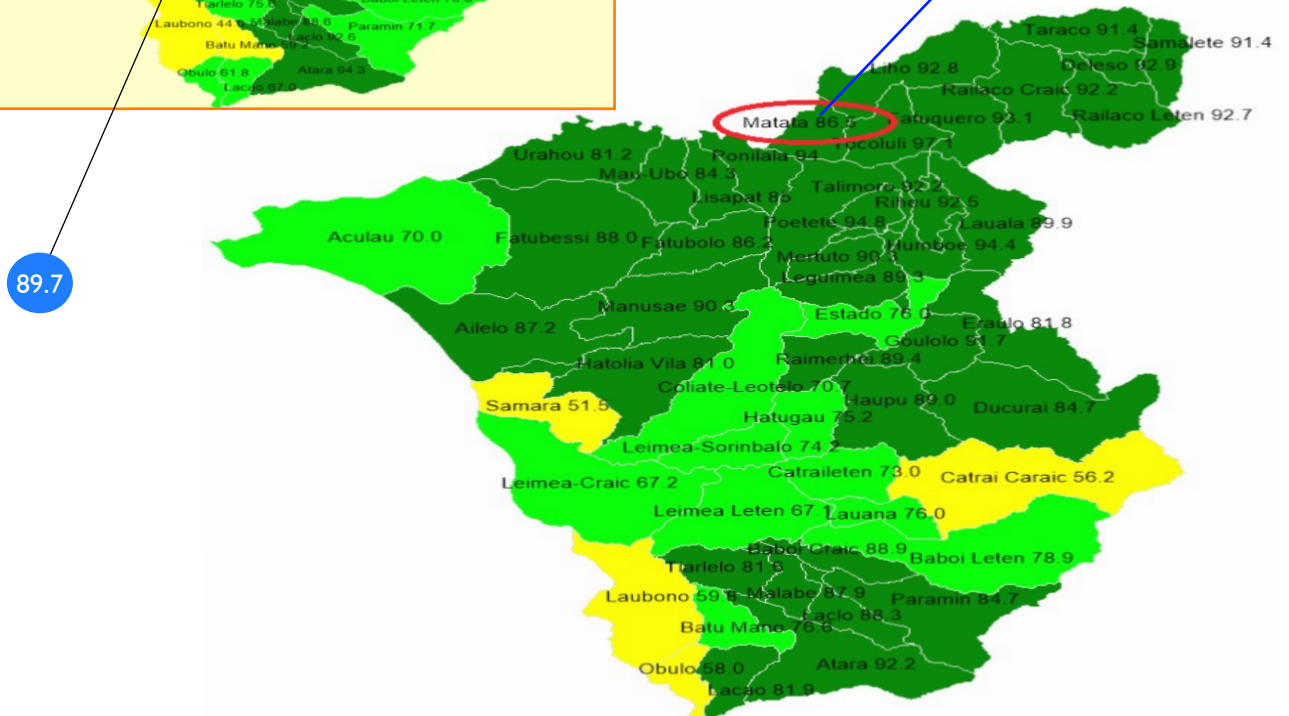 Tiarlelo 75.6
Laubono 44.6
Malabe 88.6
Paramin 71.7
Laclo 92.6
Batu Mano 59.2
Obulo 61.8
Atara 94.3
Lacao 67.0
89.7
Taraco 91.4
Samalete 91.4
Liho 92.8
Deleso 92.9
Railaco Craic 92.2
Matata 86.5
Fatuquero 93.1
Railaco Leten 92.7
Tocoluli 97.1
Urahou 81.2
Ponilala 94
Mau-Ubo 84.3
Talimoro 92.2
Lisapat 85
Riheu 92.5
Poetete 94.8
Lauala 89.9
Aculau 70.0
Fatubessi 88.0
Fatubolo 86.2
Humboe 94.4
Mertuto 90.3
Leguimea 89.3
Manusae 90.3
Estado 76.0
Ailelo 87.2
Eraulo 81.8
Goulolo 91.7
Hatolia Vila 81.0
Raimerhei 89.4
Coliate-Leotelo 70.7
Samara 51.5
Haupu 89.0
Ducurai 84.7
Hatugau 75.2
Leimea-Sorinbalo 74.2
Catraileten 73.0
Catrai Caraic 56.2
Leimea-Craic 67.2
Leimea Leten 67.1
Lauana 76.0
Baboi Craic 88.9
Baboi Leten 78.9
Tiarlelo 81.6
Laubono 59.8
Malabe 87.9
Paramin 84.7
Laclo 88.3
Batu Mano 76.6
Obulo 58.0
Atara 92.2
Lacao 81.9